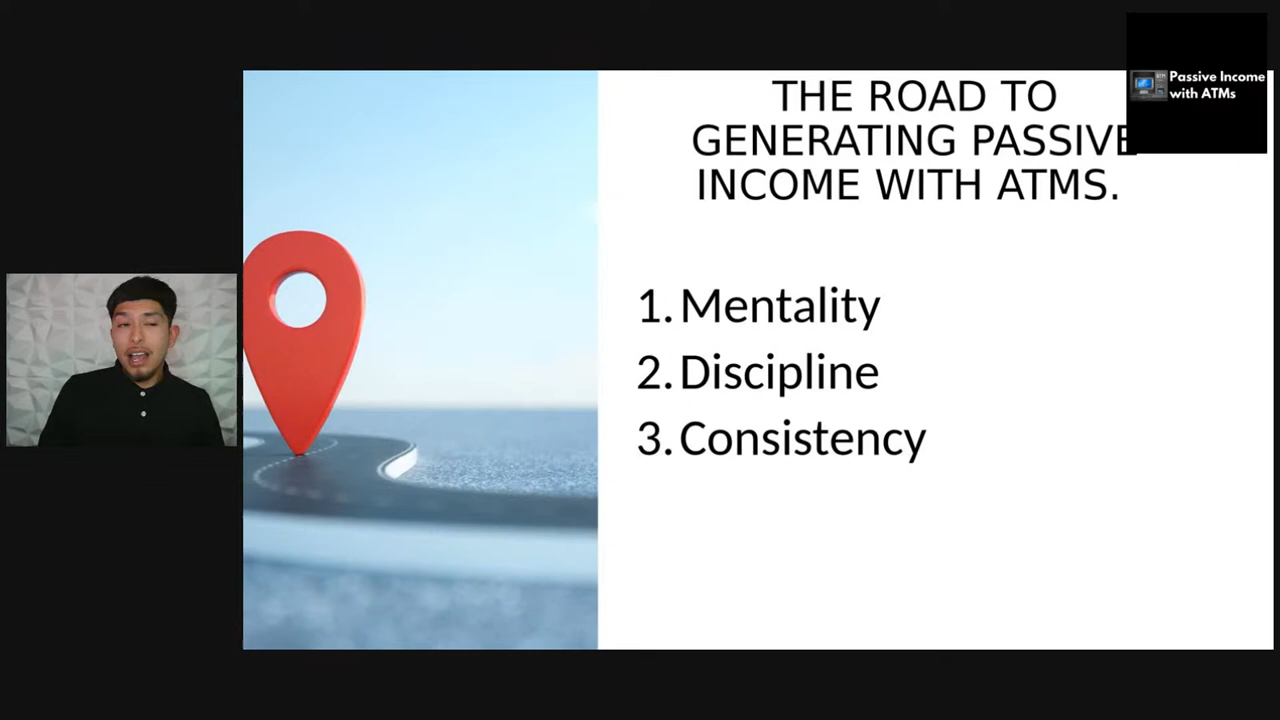 THE ROAD TO
GENERATING PASSIVE
INCOME WITH ATMS.
Passive Income
with ATMs
1. Mentality
2. Discipline
3. Consistency